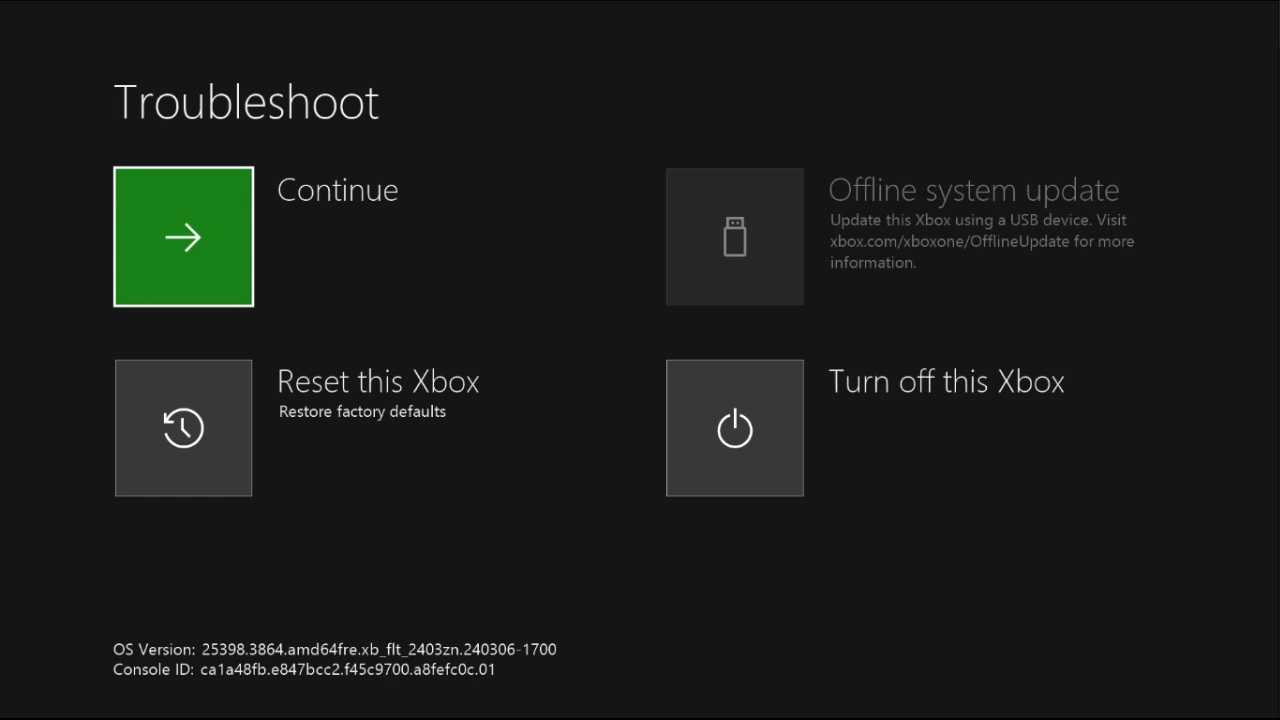 Troubleshoot
Continue
Offline system update
Update this Xbox using a USB device. Visit
xbox.com/xboxone/OfflineUpdate for more
information.
Reset this Xbox
Restore factory defaults
Turn off this Xbox
OS Version: 25398.3864.amd64fre.xb_flt_2403zn.240306-1700
Console ID: ca1a48fb.e847bcc2.f45c9700.a8fefc0c.01